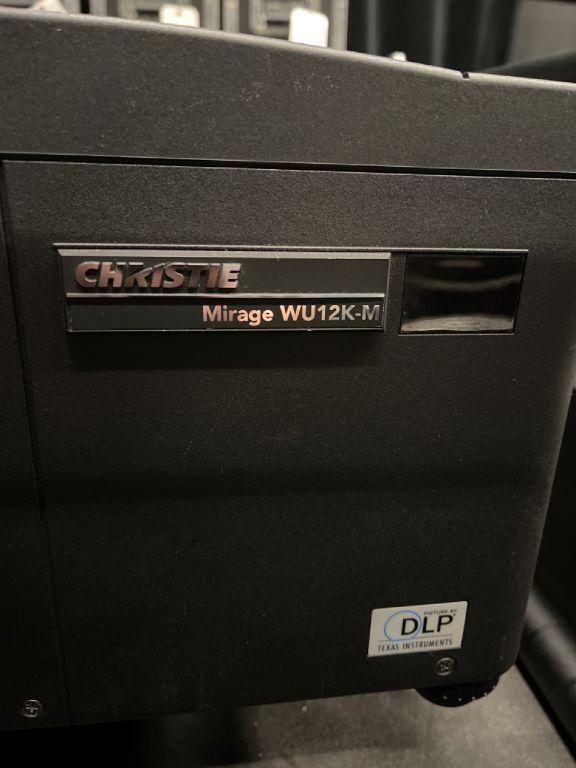 CHRISTIE
Mirage WU12K-M
PICTURE BY
DLP®
TEXAS INSTRUMENTS